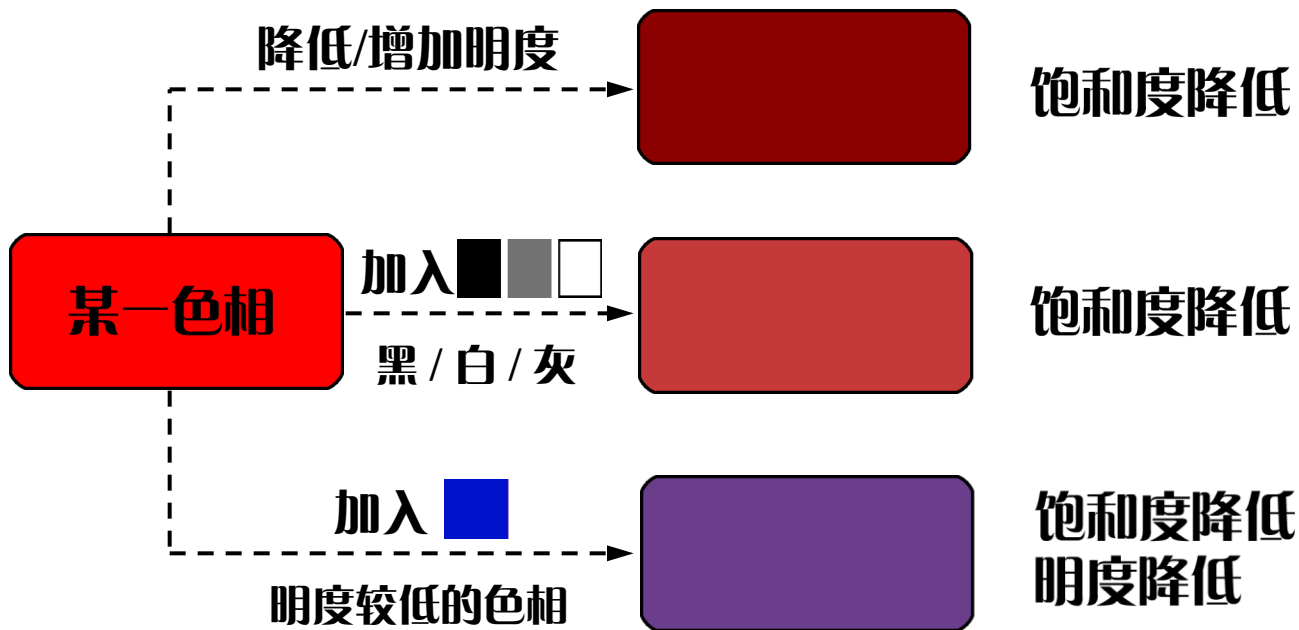 降低/增加明度
饱和度降低
某一色相
加入
黑/白/灰
饱和度降低
加入
明度较低的色相
饱和度降低
明度降低